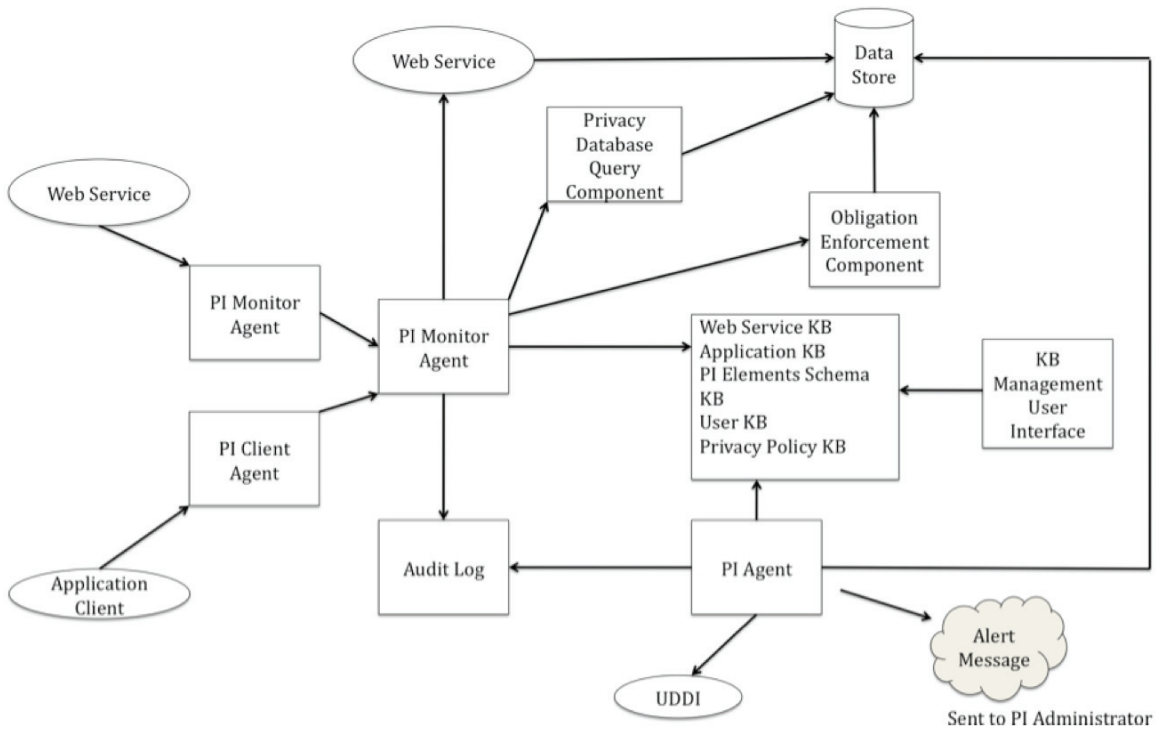 Web Service
Data
Store
Privacy
Database
Query
Component
Web Service
Obligation
Enforcement
Component
PI Monitor
Agent
PI Monitor
Agent
Web Service KB
Application KB
PI Elements Schema
KB
User KB
Privacy Policy KB
KB
Management
User
Interface
PI Client
Agent
Audit Log
PI Agent
Application
Client
Alert
Message
UDDI
Sent to PI Administrator